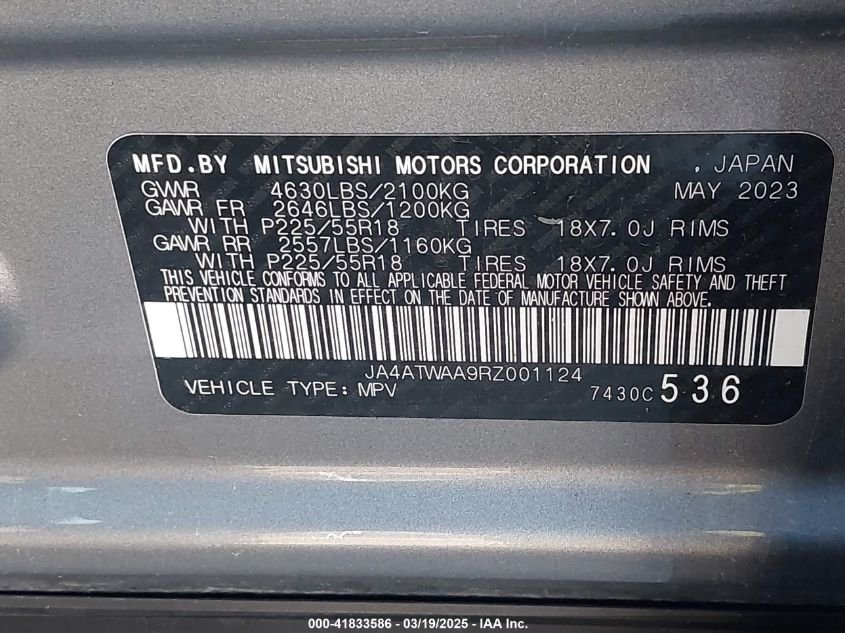 MFD.BY MITSUBISHI MOTORS CORPORATION , JAPAN
GVWR 4630LBS/2100KG MAY 2023
GAWR FR 2646LBS/1200KG
WITH P225/55R18 TIRES 18X7.0J RIMS
GAWR RR 2557LBS/1160KG
WITH P225/55R18 TIRES 18X7.0J RIMS
THIS VEHICLE CONFORMS TO ALL APPLICABLE FEDERAL MOTOR VEHICLE SAFETY AND THEFT
PREVENTION STANDARDS IN EFFECT ON THE DATE OF MANUFACTURE SHOWN ABOVE.
JA4ATWAA9RZ001124
VEHICLE TYPE: MPV 7430C 536
000-41833586 - 03/19/2025 - IAA Inc.